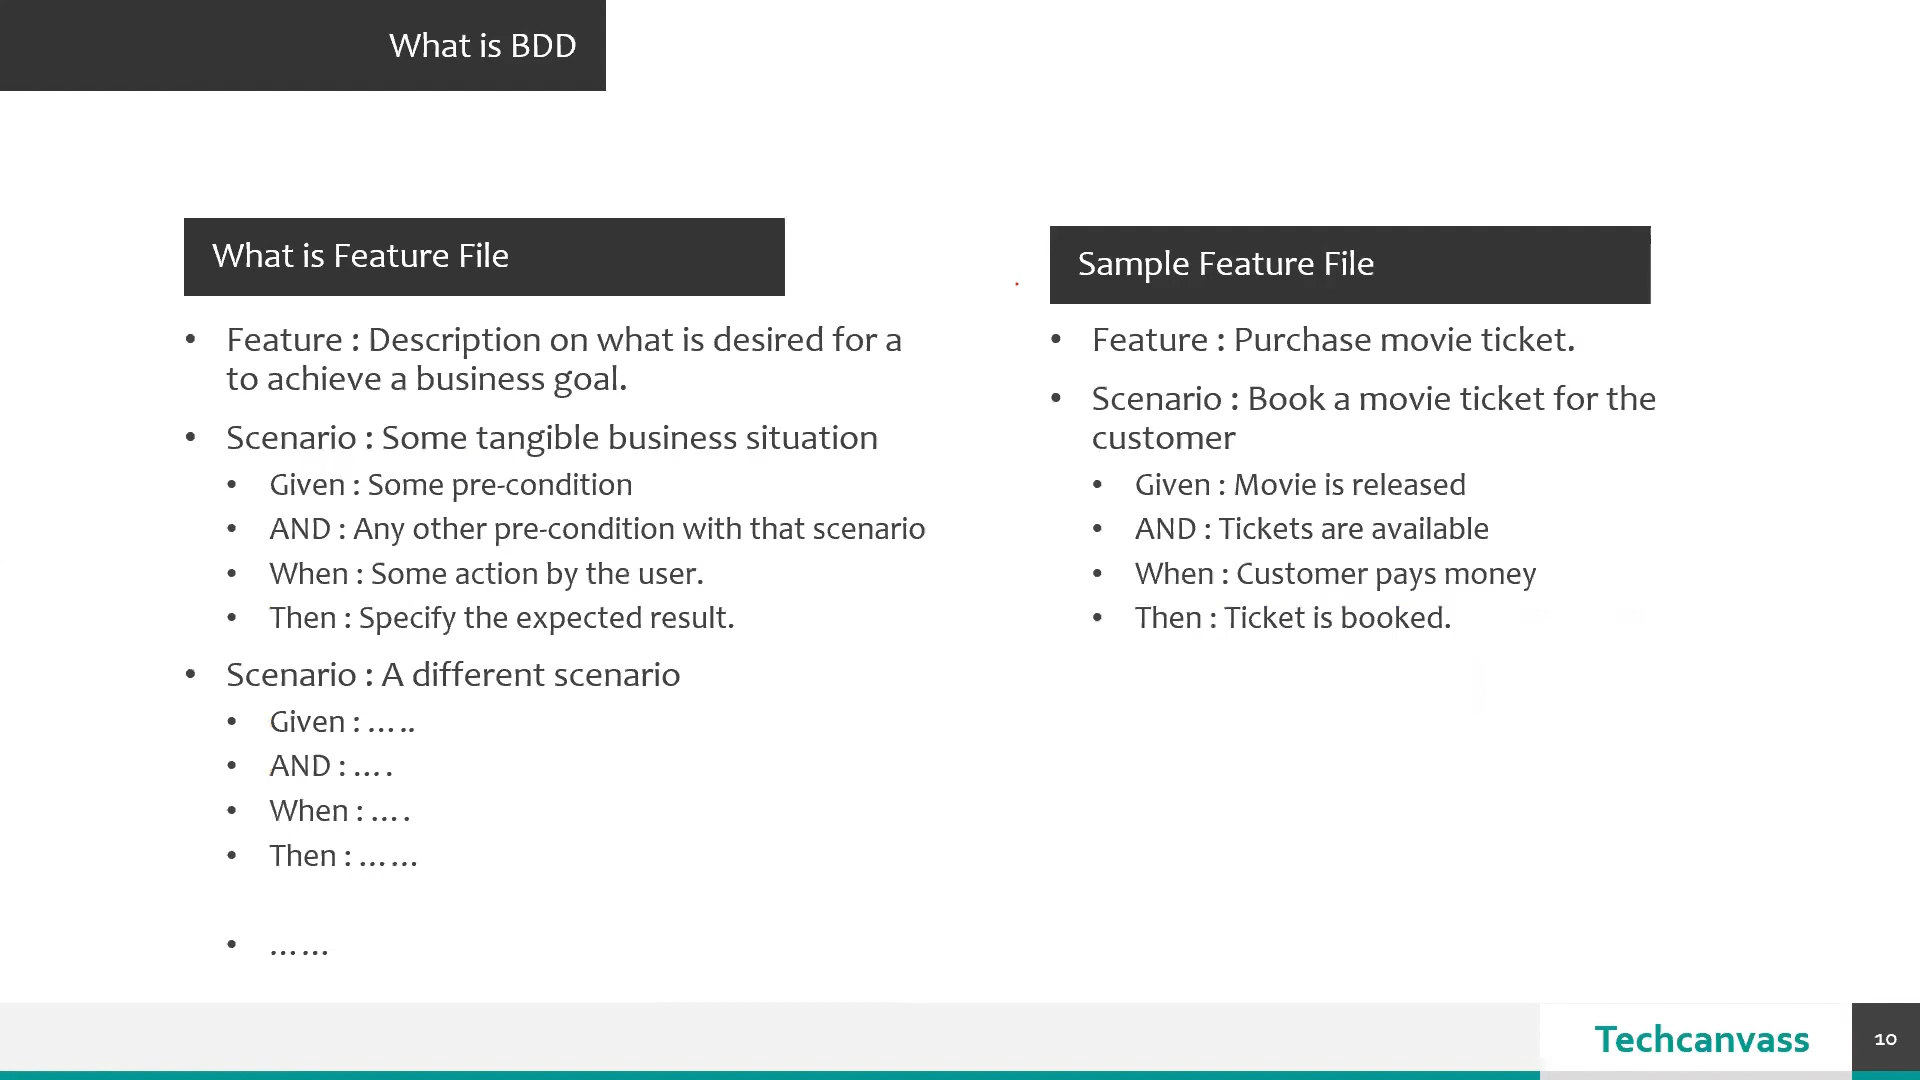 What is BDD
What is Feature File
• Feature : Description on what is desired for a
to achieve a business goal.
• Scenario : Some tangible business situation
• Given : Some pre-condition
• AND : Any other pre-condition with that scenario
• When : Some action by the user.
• Then : Specify the expected result.
• Scenario : A different scenario
• Given : …..
• AND : ….
• When : ….
• Then : ……
• ……
Sample Feature File
• Feature : Purchase movie ticket.
• Scenario : Book a movie ticket for the
customer
• Given : Movie is released
• AND : Tickets are available
• When : Customer pays money
• Then : Ticket is booked.
Techcanvass
10